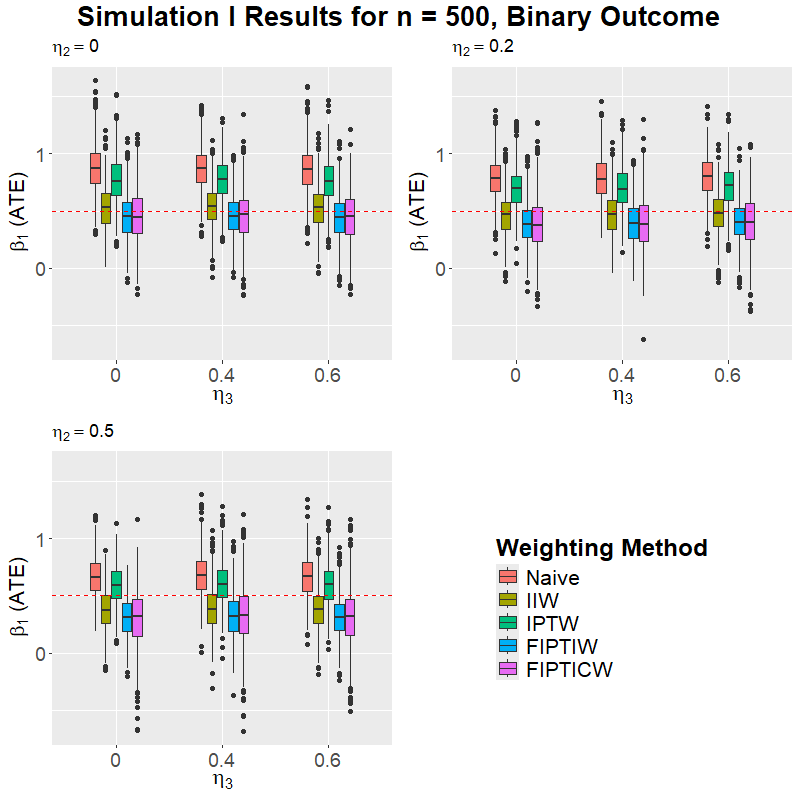 Simulation I Results for n = 500, Binary Outcome
η₂ = 0
β₁ (ATE)
1
0
0 0.4 0.6
η₃
η₂ = 0.2
β₁ (ATE)
1
0
0 0.4 0.6
η₃
η₂ = 0.5
β₁ (ATE)
1
0
0 0.4 0.6
η₃
Weighting Method
Naive
IIW
IPTW
FIPTIW
FIPTICW